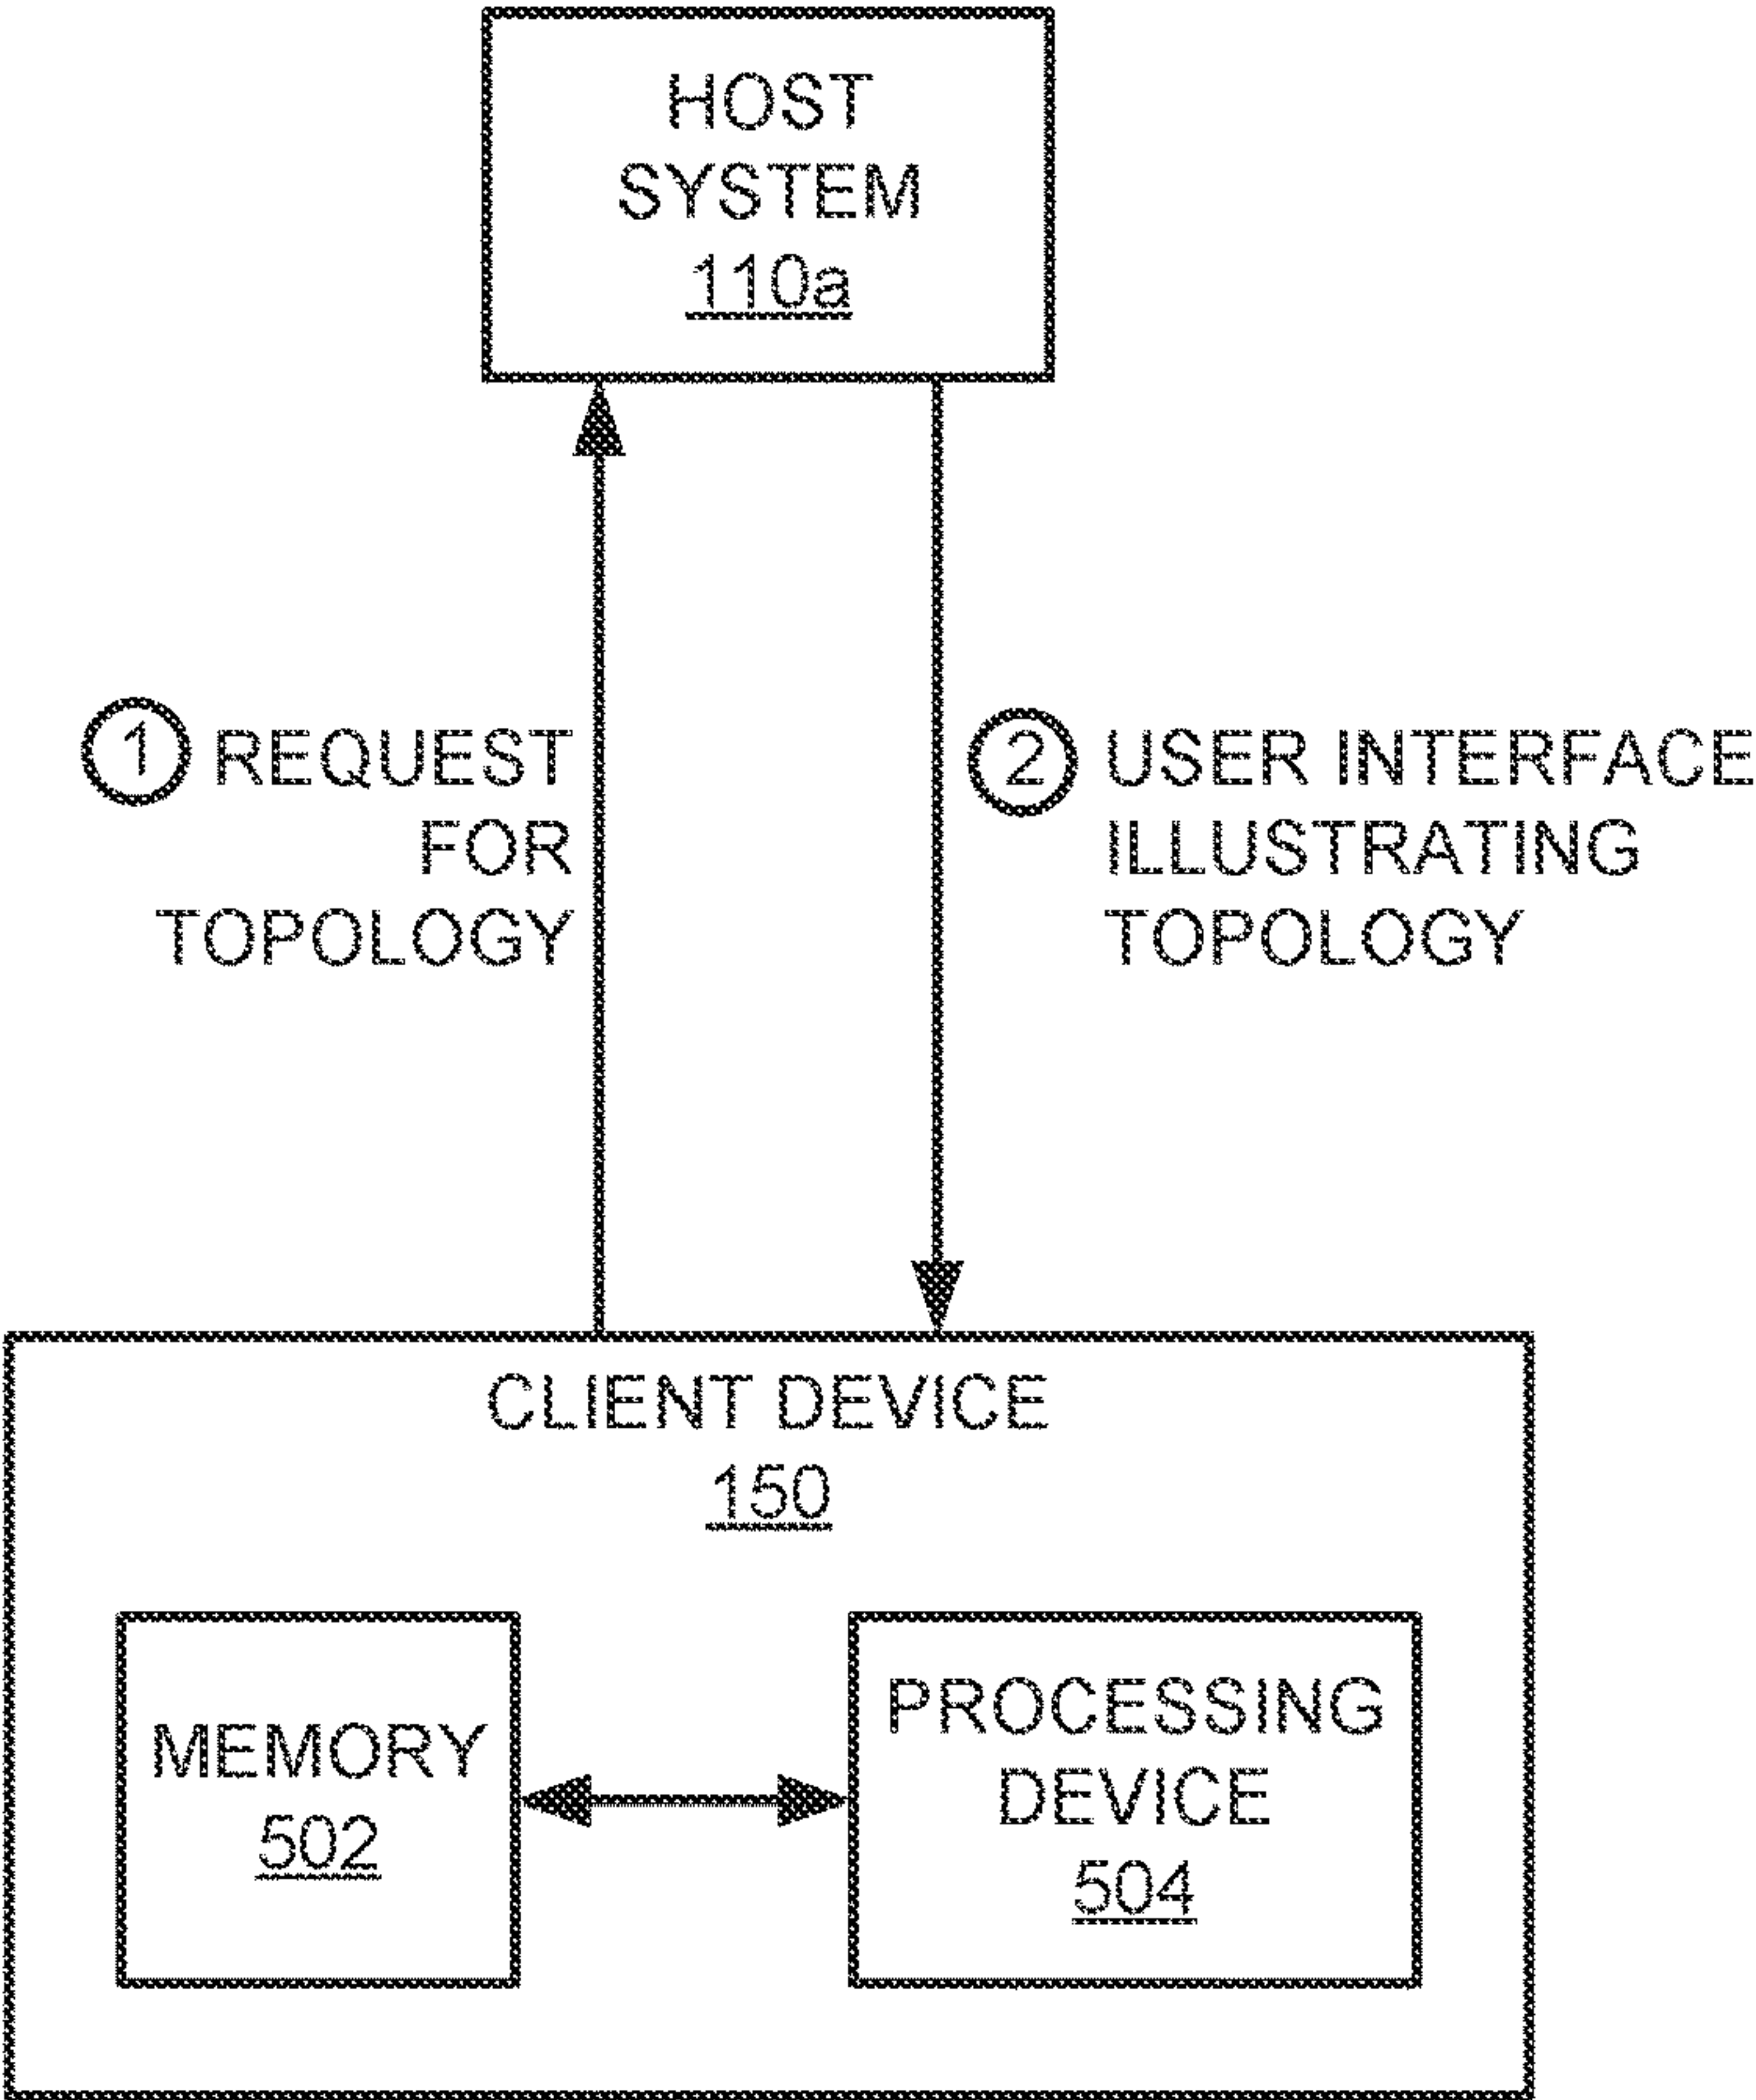 HOST
SYSTEM
110a
1 REQUEST
FOR
TOPOLOGY
2 USER INTERFACE
ILLUSTRATING
TOPOLOGY
CLIENT DEVICE
150
MEMORY
502
PROCESSING
DEVICE
504